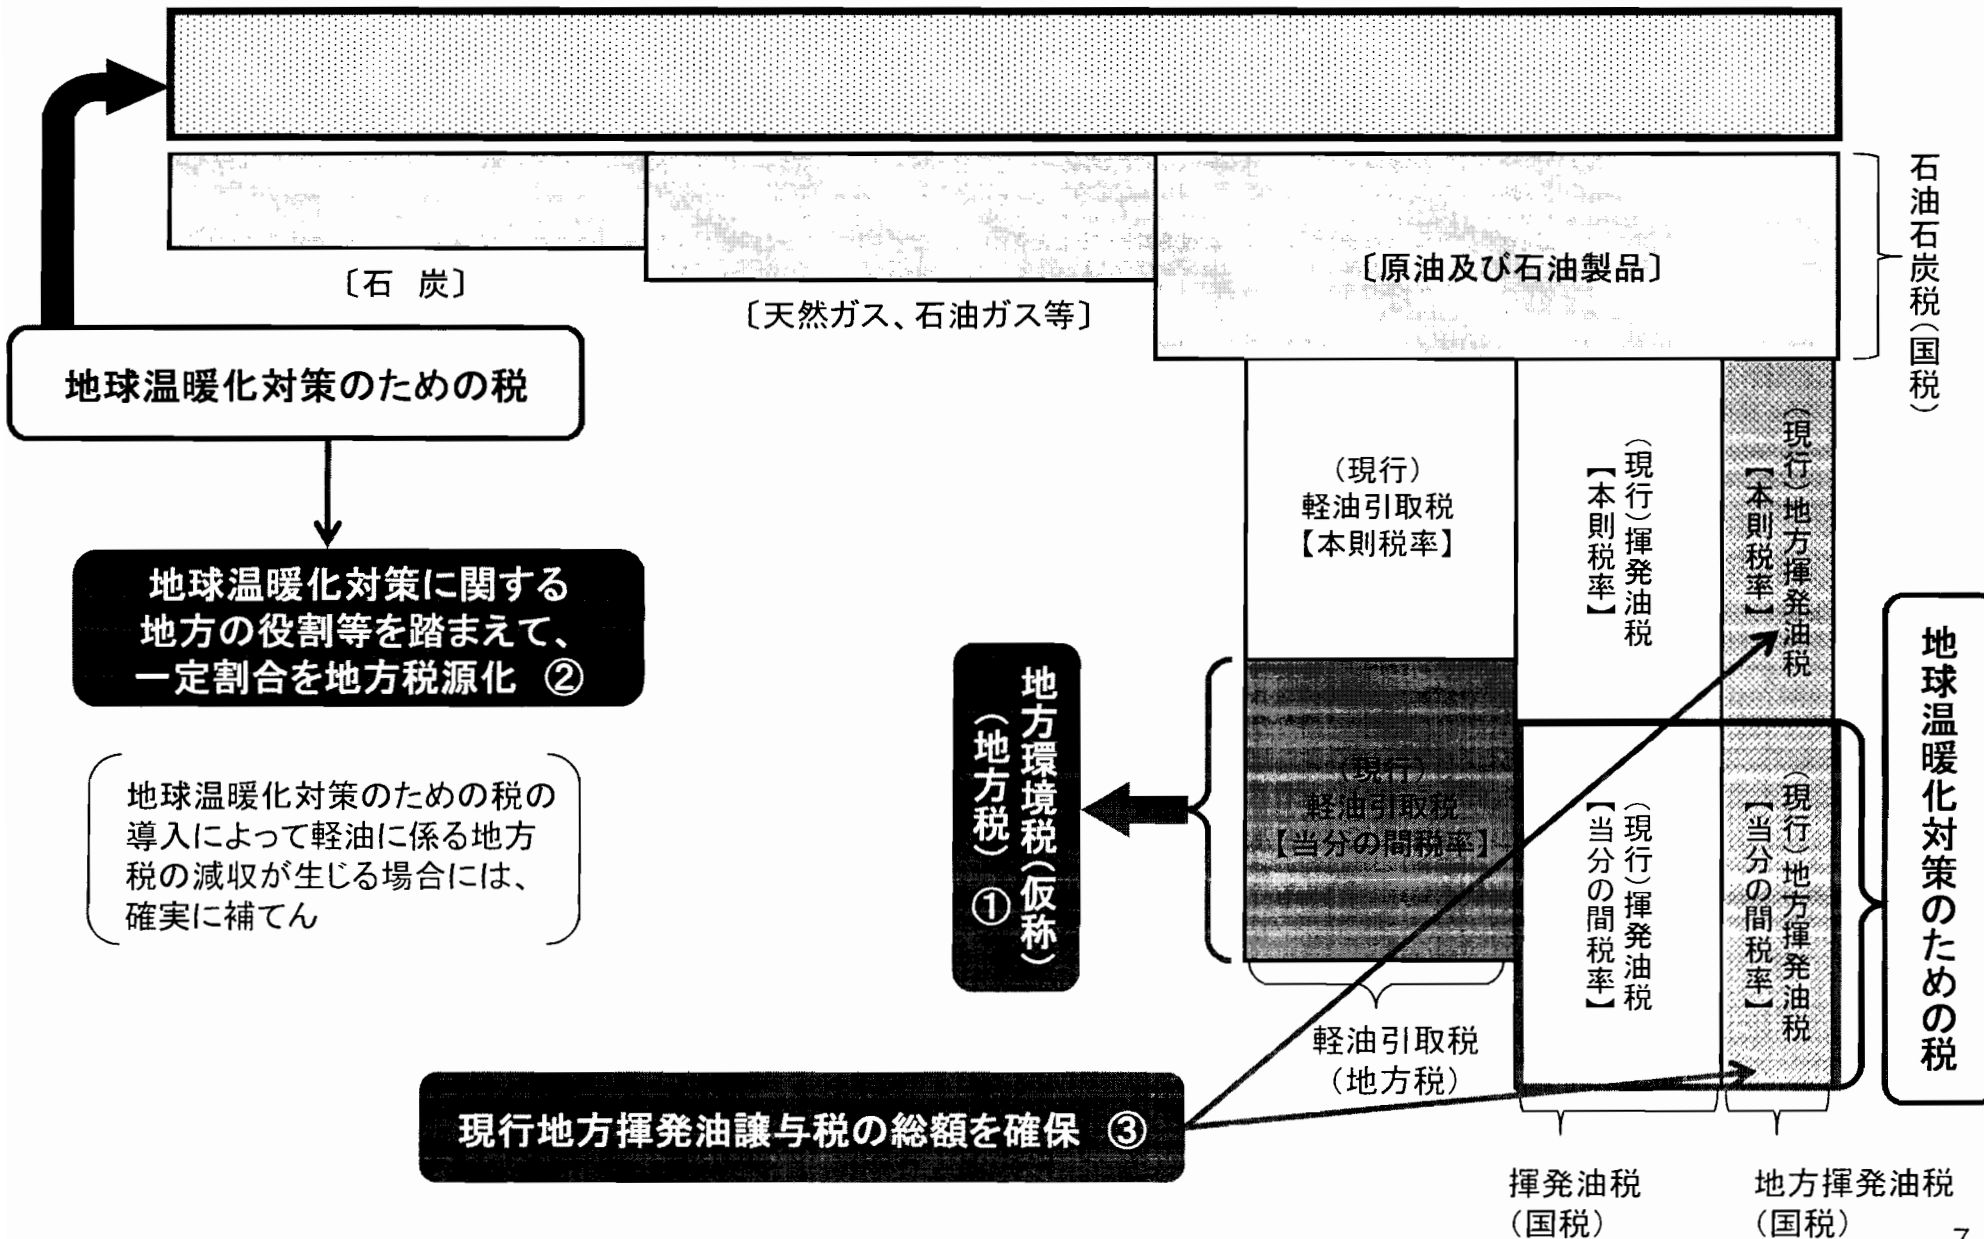 〔石 炭〕
〔天然ガス、石油ガス等〕
〔原油及び石油製品〕
石油石炭税（国税）
地球温暖化対策のための税
地球温暖化対策に関する
地方の役割等を踏まえて、
一定割合を地方税源化 ②
地球温暖化対策のための税の
導入によって軽油に係る地方
税の減収が生じる場合には、
確実に補てん
（現行）
軽油引取税
【本則税率】
（現行）揮発油税
【本則税率】
（現行）地方揮発油税
【本則税率】
地方環境税（仮称）
（地方税） ①
（現行）
軽油引取税
【当分の間税率】
（現行）揮発油税
【当分の間税率】
（現行）地方揮発油税
【当分の間税率】
地球温暖化対策のための税
軽油引取税
（地方税）
現行地方揮発油譲与税の総額を確保 ③
揮発油税
（国税）
地方揮発油税
（国税）
7